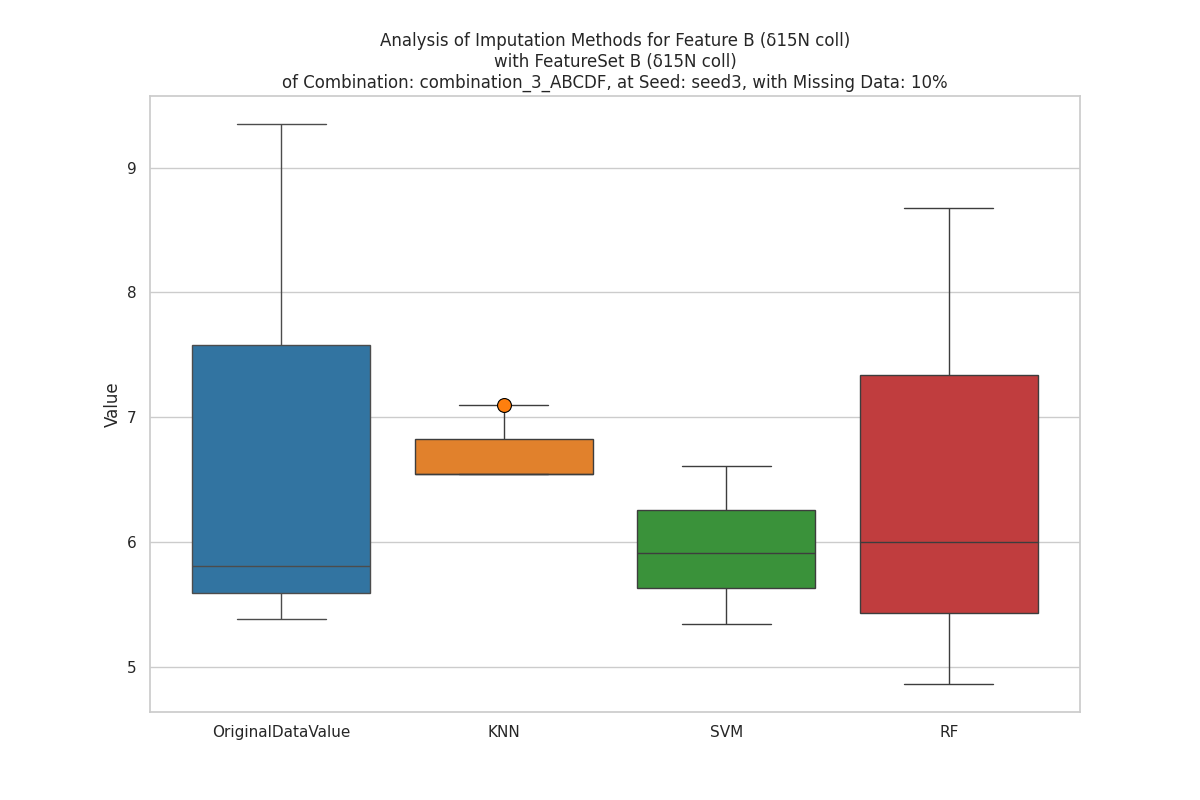 Analysis of Imputation Methods for Feature B (δ15N coll)
with FeatureSet B (δ15N coll)
of Combination: combination_3_ABCDF, at Seed: seed3, with Missing Data: 10%
9
8
7
6
5
Value
OriginalDataValue
KNN
SVM
RF